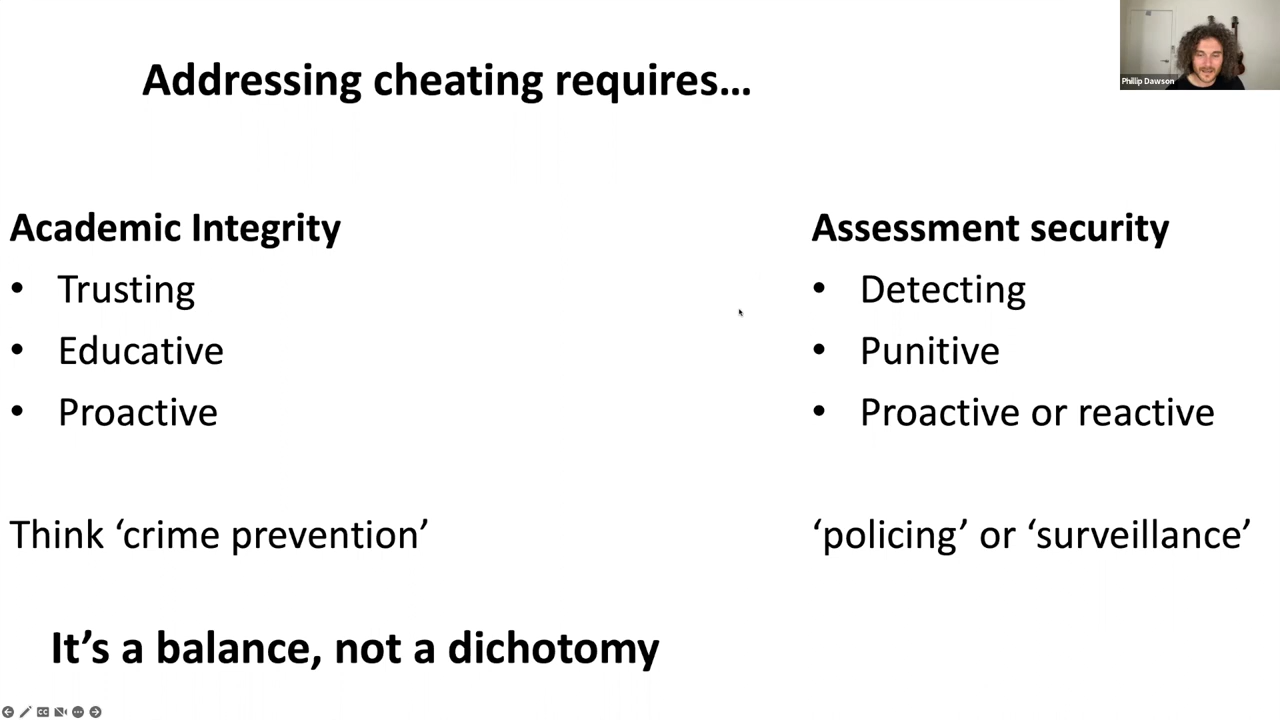 Addressing cheating requires...
Phillip Dawson
Academic Integrity
• Trusting
• Educative
• Proactive
Think ‘crime prevention’
Assessment security
• Detecting
• Punitive
• Proactive or reactive
‘policing’ or ‘surveillance’
It’s a balance, not a dichotomy